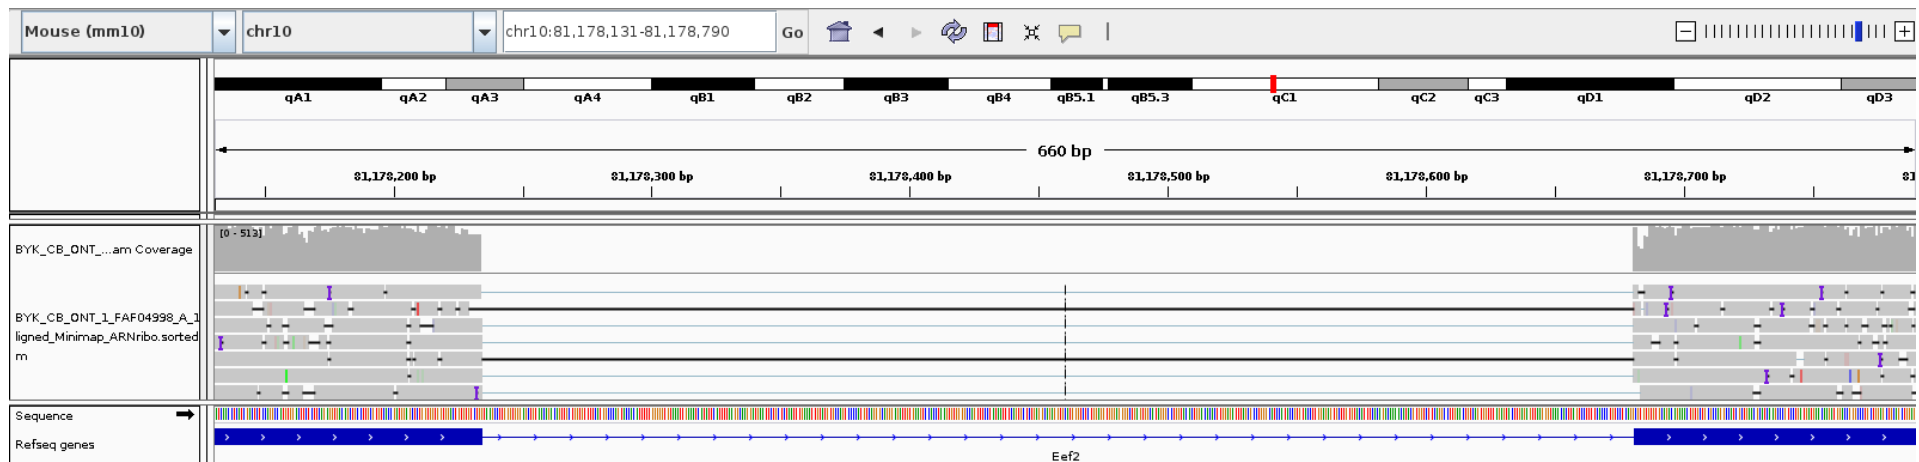 Mouse (mm10) chr10 chr10:81,178,131-81,178,790 Go
qA1 qA2 qA3 qA4 qB1 qB2 qB3 qB4 qB5.1 qB5.3 qC1 qC2 qC3 qD1 qD2 qD3
660 bp
81,178,200 bp 81,178,300 bp 81,178,400 bp 81,178,500 bp 81,178,600 bp 81,178,700 bp 81
[0 - 513]
BYK_CB_ONT_...am Coverage
BYK_CB_ONT_1_FAF04998_A_1
ligned_Minimap_ARNribo.sorted
m
Sequence
Refseq genes
Eef2